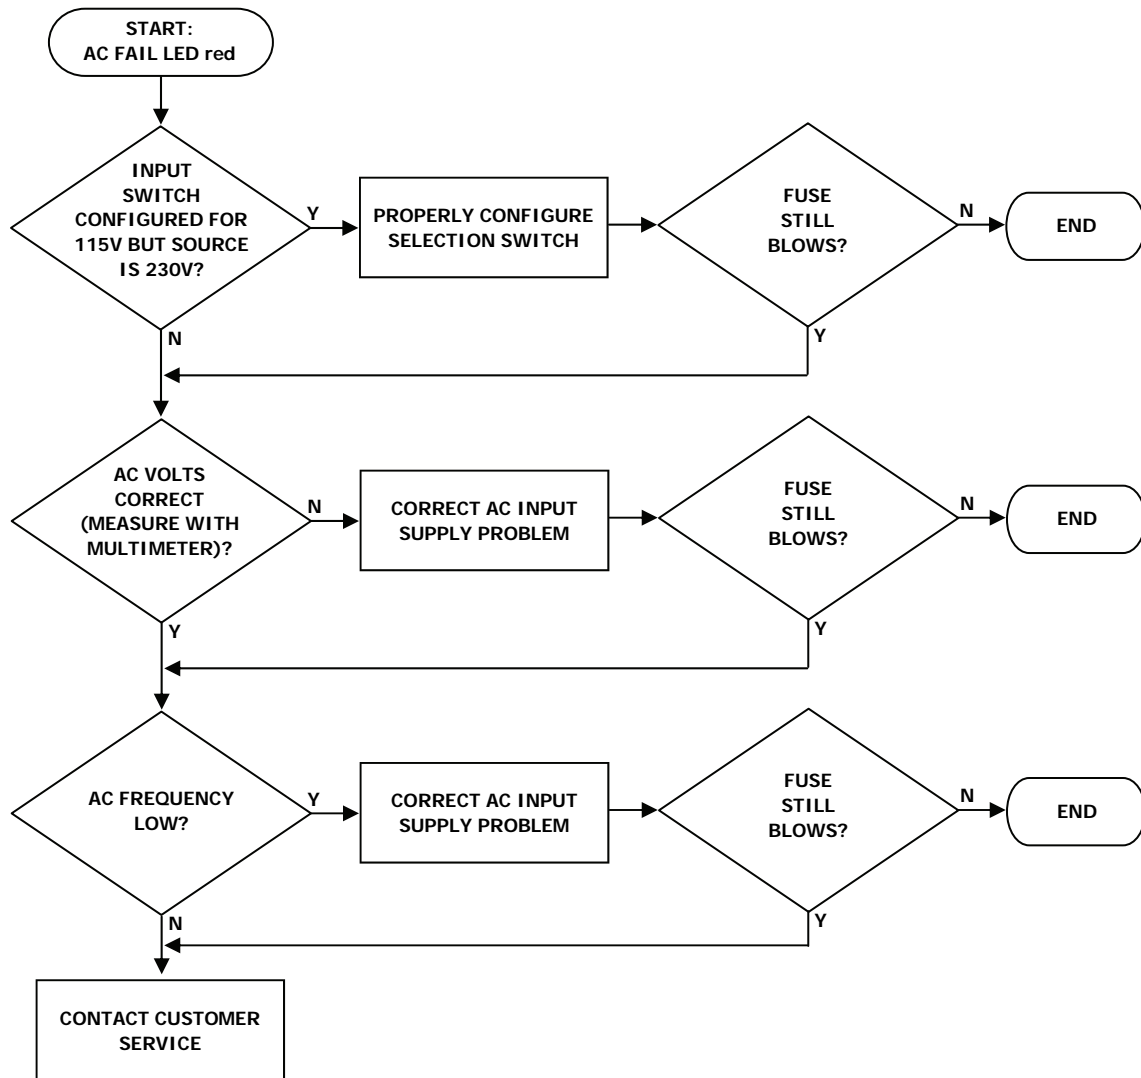 START:
AC FAIL LED red
INPUT
SWITCH
CONFIGURED FOR
115V BUT SOURCE
IS 230V?
Y
PROPERLY CONFIGURE
SELECTION SWITCH
FUSE
STILL
BLOWS?
N
END
N
Y
AC VOLTS
CORRECT
(MEASURE WITH
MULTIMETER)?
N
CORRECT AC INPUT
SUPPLY PROBLEM
FUSE
STILL
BLOWS?
N
END
Y
Y
AC FREQUENCY
LOW?
Y
CORRECT AC INPUT
SUPPLY PROBLEM
FUSE
STILL
BLOWS?
N
END
N
Y
CONTACT CUSTOMER
SERVICE